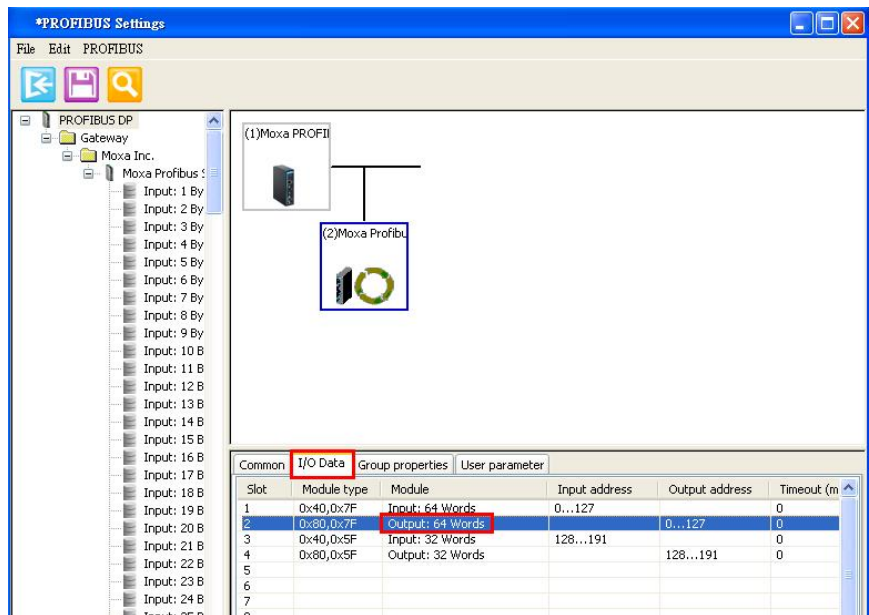 *PROFIBUS Settings
File Edit PROFIBUS
PROFIBUS DP
Gateway
Moxa Inc.
Moxa Profibus
Input: 1 By
Input: 2 By
Input: 3 By
Input: 4 By
Input: 5 By
Input: 6 By
Input: 7 By
Input: 8 By
Input: 9 By
Input: 10 B
Input: 11 B
Input: 12 B
Input: 13 B
Input: 14 B
Input: 15 B
Input: 16 B
Input: 17 B
Input: 18 B
Input: 19 B
Input: 20 B
Input: 21 B
Input: 22 B
Input: 23 B
Input: 24 B
(1)Moxa PROFI
(2)Moxa Profibu
Common I/O Data Group properties User parameter
Slot Module type Module Input address Output address Timeout (m
1 0x40,0x7F Input: 64 Words 0...127 0
2 0x80,0x7F Output: 64 Words 0...127 0
3 0x40,0x5F Input: 32 Words 128...191 0
4 0x80,0x5F Output: 32 Words 128...191 0
5
6
7